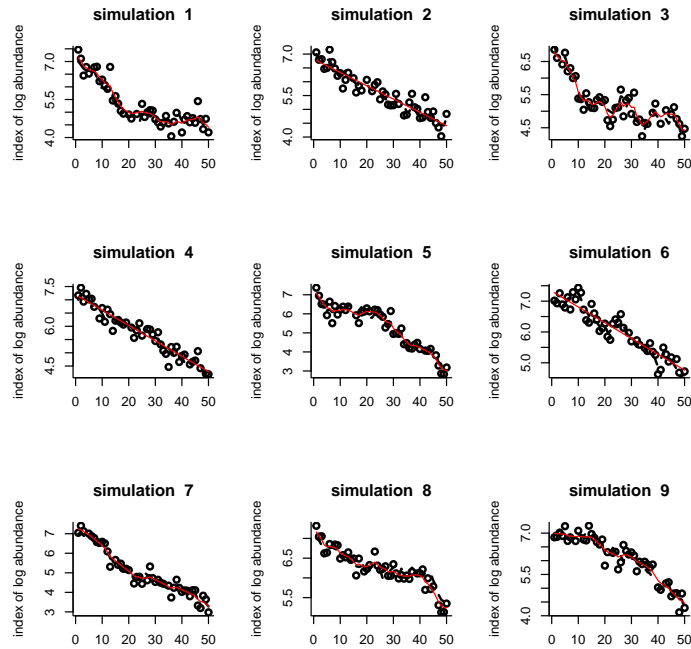 simulation 1
simulation 2
simulation 3
index of log abundance
4.0 5.5 7.0
0 10 20 30 40 50
index of log abundance
4.0 5.5 7.0
0 10 20 30 40 50
index of log abundance
4.5 5.5 6.5
0 10 20 30 40 50
simulation 4
simulation 5
simulation 6
index of log abundance
4.5 6.0 7.5
0 10 20 30 40 50
index of log abundance
3 4 5 6 7
0 10 20 30 40 50
index of log abundance
5.0 6.0 7.0
0 10 20 30 40 50
simulation 7
simulation 8
simulation 9
index of log abundance
3 4 5 6 7
0 10 20 30 40 50
index of log abundance
5.5 6.5
0 10 20 30 40 50
index of log abundance
4.0 5.5 7.0
0 10 20 30 40 50